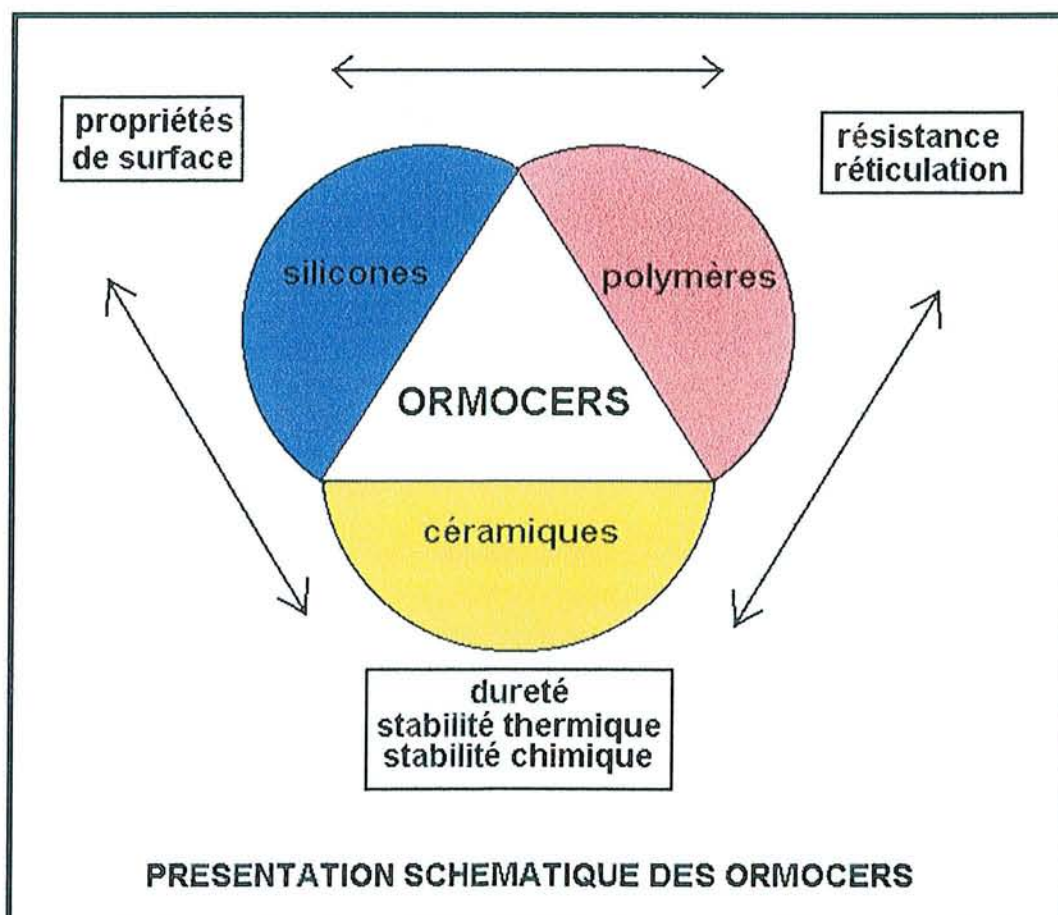 propriétés
de surface
résistance
réticulation
silicones
polymères
ORMOCERS
céramiques
dureté
stabilité thermique
stabilité chimique
PRESENTATION SCHEMATIQUE DES ORMOCERS